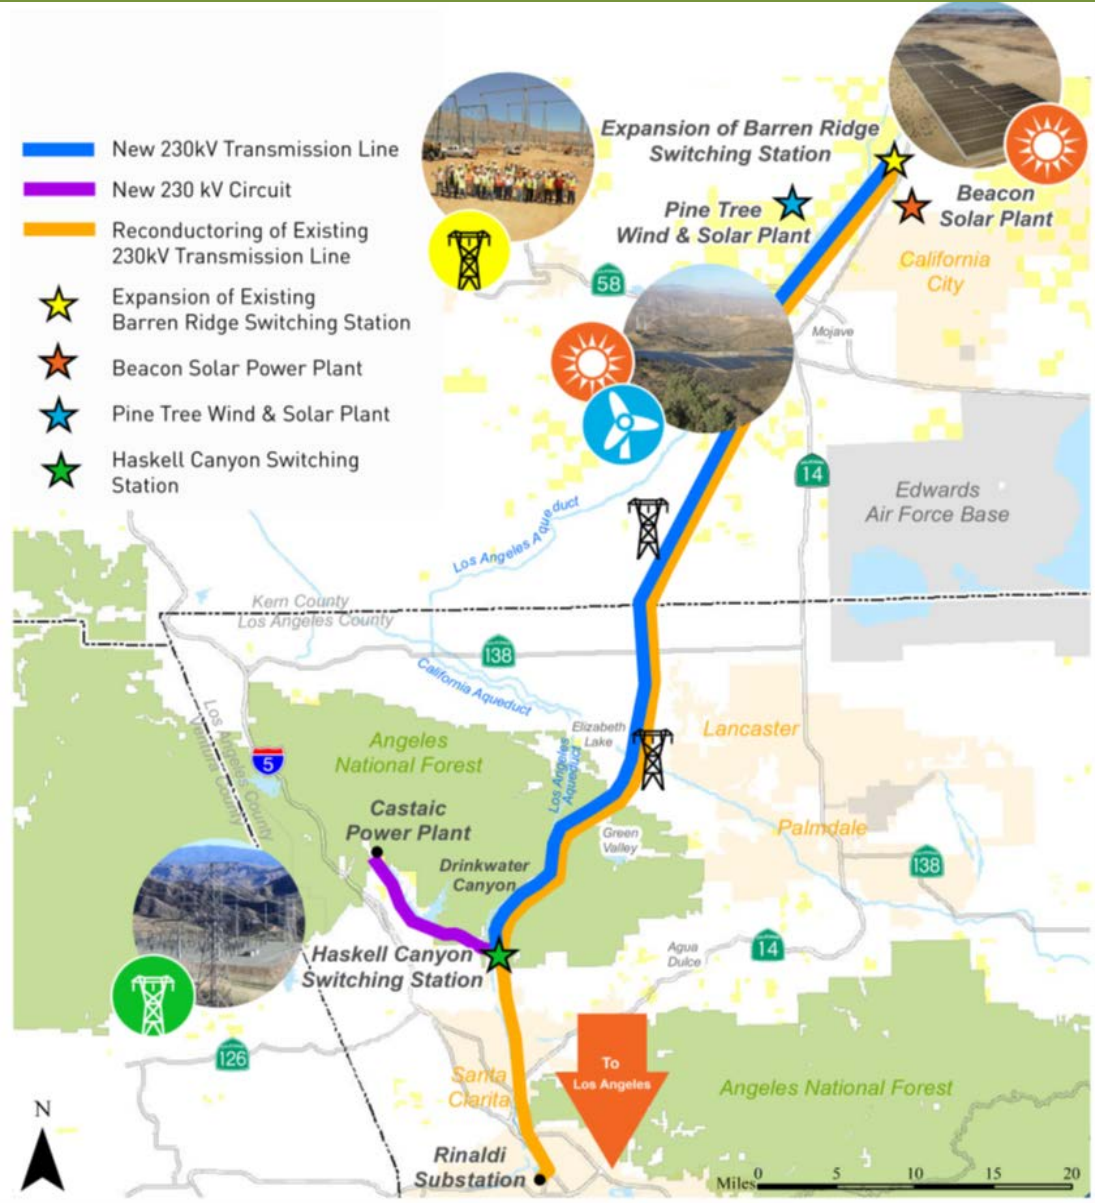 New 230kV Transmission Line
New 230 kV Circuit
Reconductoring of Existing
230kV Transmission Line
Expansion of Existing
Barren Ridge Switching Station
Beacon Solar Power Plant
Pine Tree Wind & Solar Plant
Haskell Canyon Switching
Station
Expansion of Barren Ridge
Switching Station
Pine Tree
Wind & Solar Plant
Beacon
Solar Plant
California
City
58
Mojave
14
Edwards
Air Force Base
Los Angeles Aqueduct
Kern County
Los Angeles County
138
California Aqueduct
Elizabeth
Lake
Los Angeles
Aqueduct
Lancaster
Los Angeles County
Ventura County
5
Angeles
National Forest
Castaic
Power Plant
Green
Valley
Palmdale
138
Drinkwater
Canyon
Haskell Canyon
Switching Station
Agua
Dulce
14
126
Santa
Clarita
To
Los Angeles
Angeles National Forest
Rinaldi
Substation
N
Miles
0 5 10 15 20